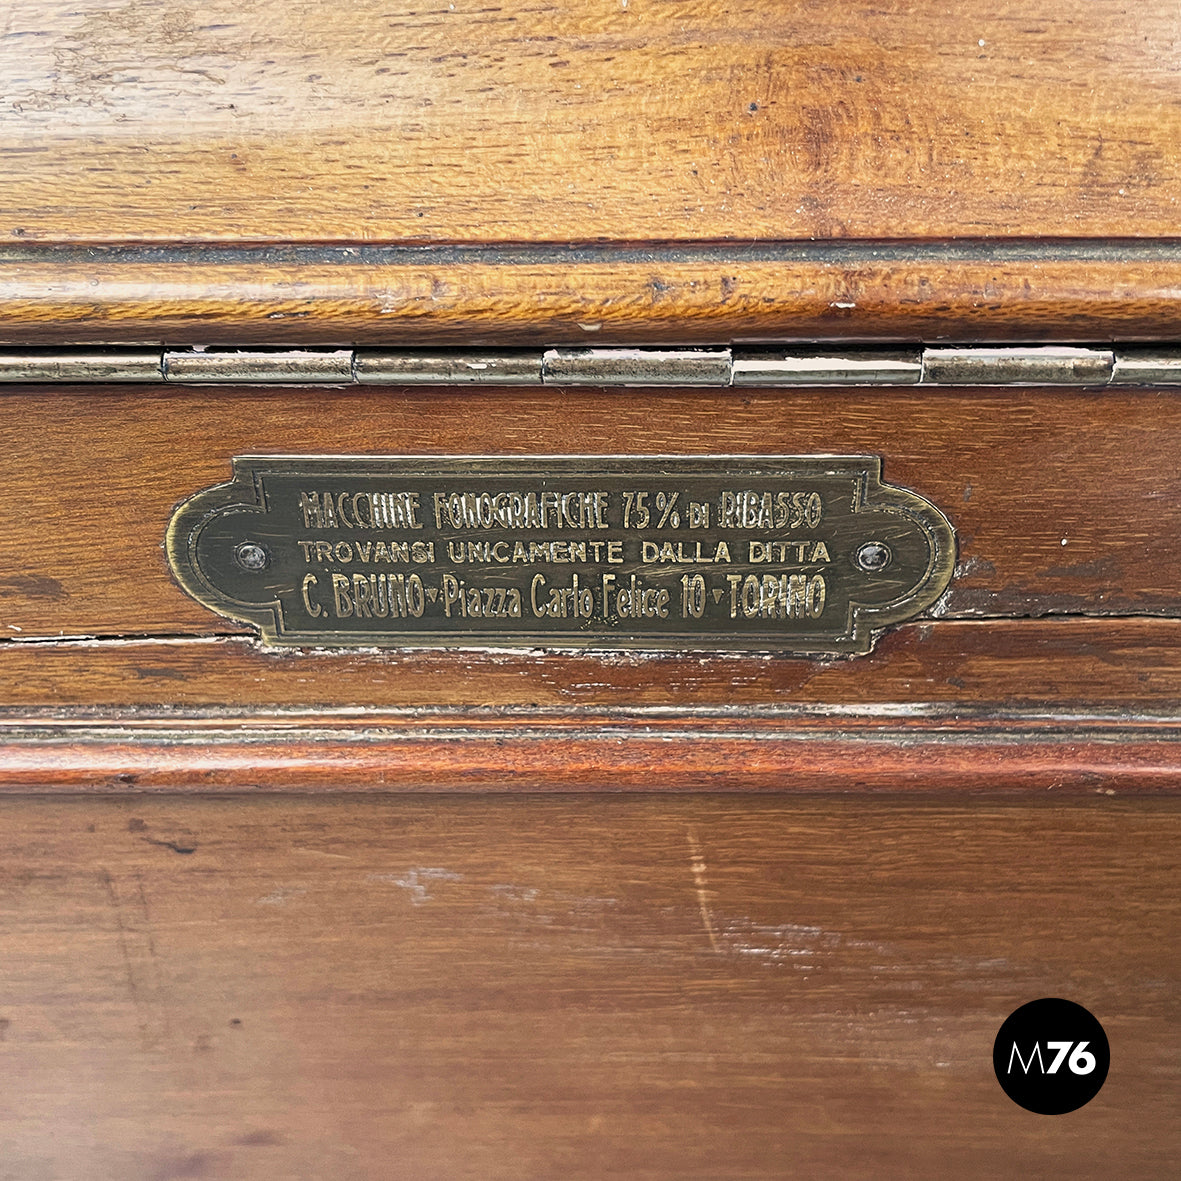 MACCHINE FONOGRAFICHE 75% DI RIBASSO
TROVANSI UNICAMENTE DALLA DITTA
C. BRUNO▾Piazza Carlo Felice 10▾TORINO
M76